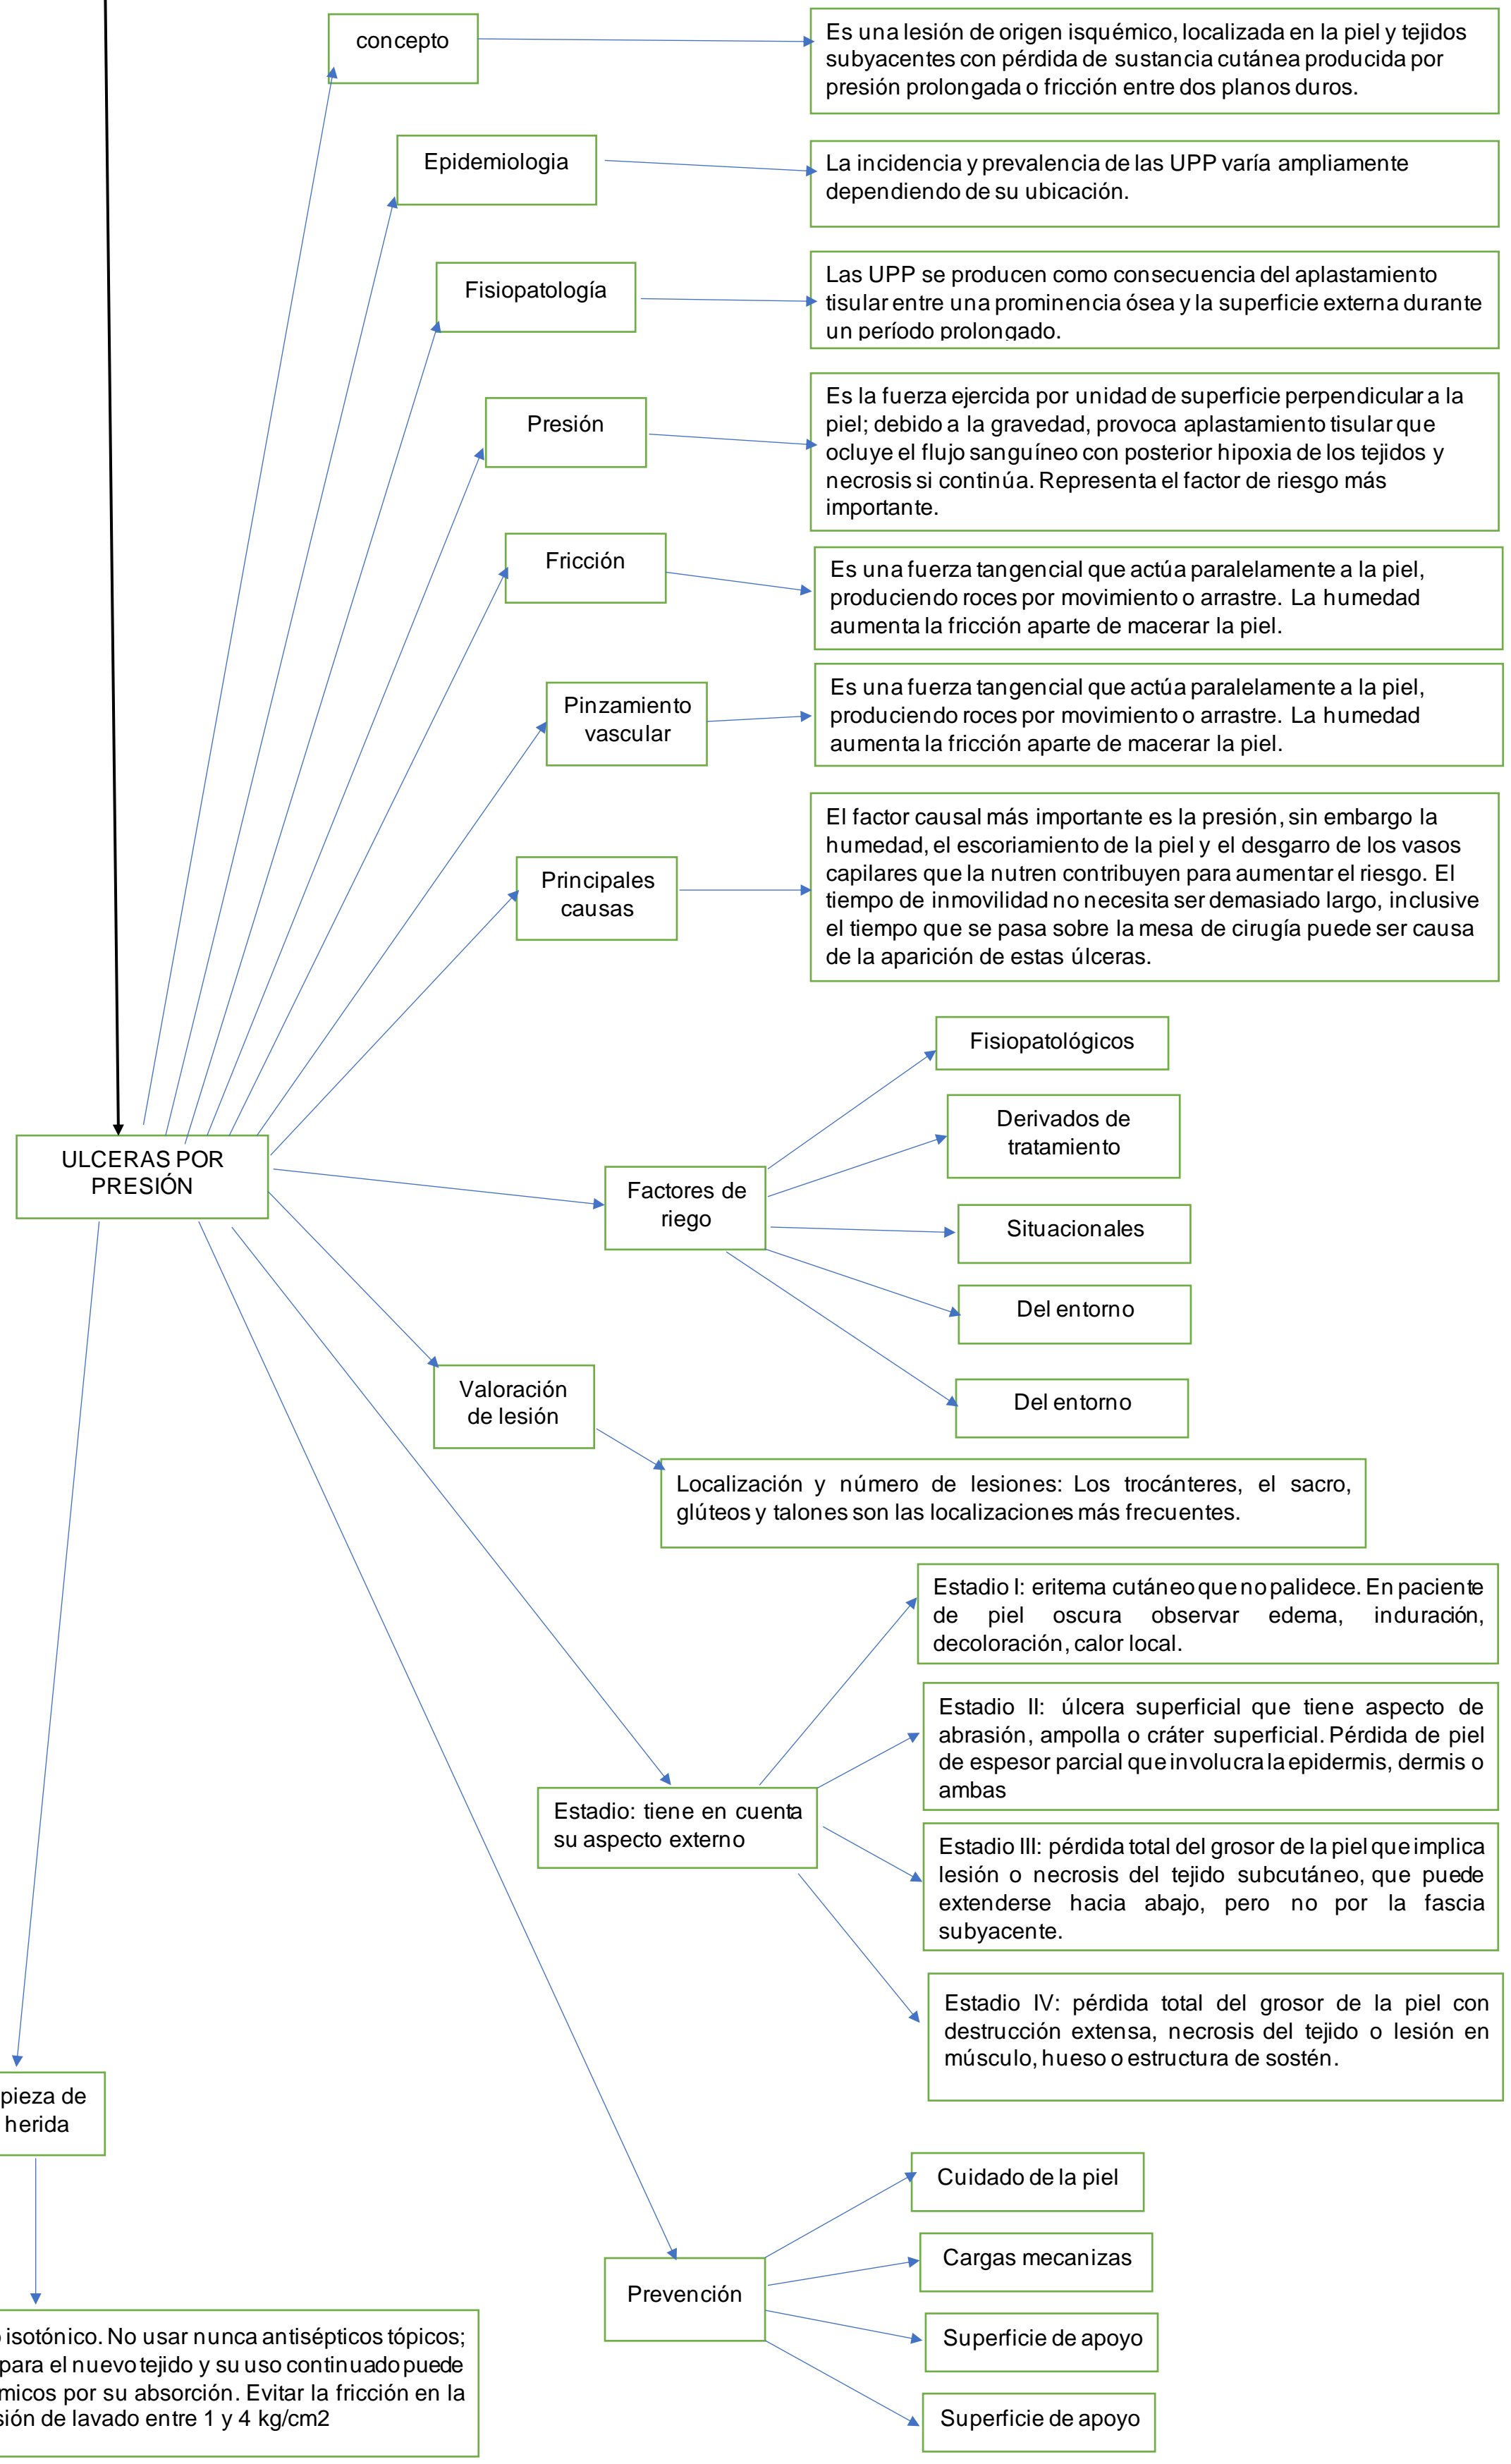 concepto
Es una lesión de origen isquémico, localizada en la piel y tejidos
subyacentes con pérdida de sustancia cutánea producida por
presión prolongada o fricción entre dos planos duros.
Epidemiologia
La incidencia y prevalencia de las UPP varía ampliamente
dependiendo de su ubicación.
Fisiopatología
Las UPP se producen como consecuencia del aplastamiento
tisular entre una prominencia ósea y la superficie externa durante
un período prolongado.
Presión
Es la fuerza ejercida por unidad de superficie perpendicular a la
piel; debido a la gravedad, provoca aplastamiento tisular que
ocluye el flujo sanguíneo con posterior hipoxia de los tejidos y
necrosis si continúa. Representa el factor de riesgo más
importante.
Fricción
Es una fuerza tangencial que actúa paralelamente a la piel,
produciendo roces por movimiento o arrastre. La humedad
aumenta la fricción aparte de macerar la piel.
Pinzamiento
vascular
Es una fuerza tangencial que actúa paralelamente a la piel,
produciendo roces por movimiento o arrastre. La humedad
aumenta la fricción aparte de macerar la piel.
Principales
causas
El factor causal más importante es la presión, sin embargo la
humedad, el escoriamiento de la piel y el desgarro de los vasos
capilares que la nutren contribuyen para aumentar el riesgo. El
tiempo de inmovilidad no necesita ser demasiado largo, inclusive
el tiempo que se pasa sobre la mesa de cirugía puede ser causa
de la aparición de estas úlceras.
ULCERAS POR
PRESIÓN
Factores de
riego
Fisiopatológicos
Derivados de
tratamiento
Situacionales
Del entorno
Del entorno
Valoración
de lesión
Localización y número de lesiones: Los trocánteres, el sacro,
glúteos y talones son las localizaciones más frecuentes.
Estadio: tiene en cuenta
su aspecto externo
Estadio I: eritema cutáneo que no palidece. En paciente
de piel oscura observar edema, induración,
decoloración, calor local.
Estadio II: úlcera superficial que tiene aspecto de
abrasión, ampolla o cráter superficial. Pérdida de piel
de espesor parcial que involucra la epidermis, dermis o
ambas
Estadio III: pérdida total del grosor de la piel que implica
lesión o necrosis del tejido subcutáneo, que puede
extenderse hacia abajo, pero no por la fascia
subyacente.
Estadio IV: pérdida total del grosor de la piel con
destrucción extensa, necrosis del tejido o lesión en
músculo, hueso o estructura de sostén.
pieza de
herida
isotónico. No usar nunca antisépticos tópicos;
para el nuevo tejido y su uso continuado puede
micos por su absorción. Evitar la fricción en la
sión de lavado entre 1 y 4 kg/cm2
Prevención
Cuidado de la piel
Cargas mecanizas
Superficie de apoyo
Superficie de apoyo